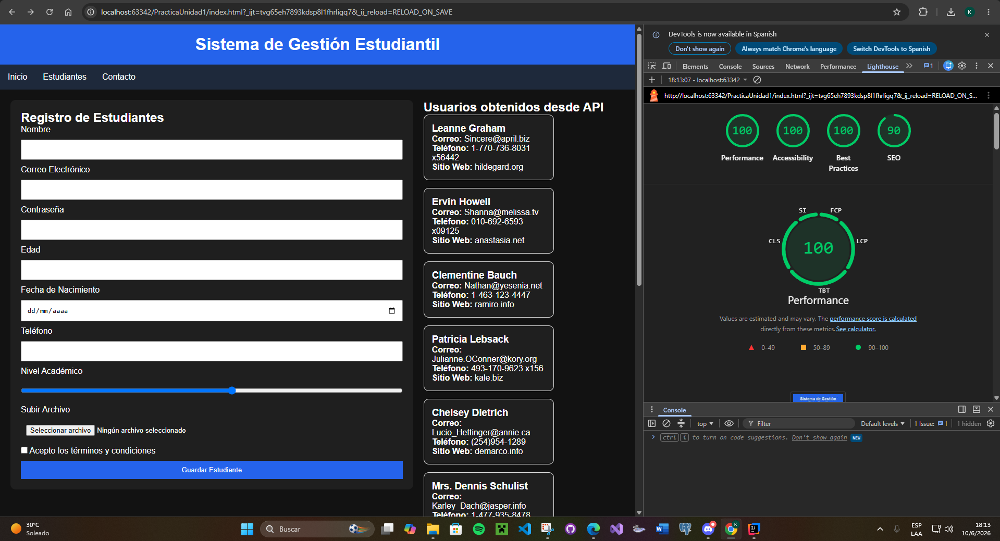 localhost:63342/PracticaUnidad1/index.html?_ijt=tvg65eh7893kdsp8l1fhrligq7&_ij_reload=RELOAD_ON_SAVE
K
Sistema de Gestión Estudiantil
Inicio
Estudiantes
Contacto
Registro de Estudiantes
Nombre
Correo Electrónico
Contraseña
Edad
Fecha de Nacimiento
dd/mm/aaaa
Teléfono
Nivel Académico
Subir Archivo
Seleccionar archivo Ningún archivo seleccionado
Acepto los términos y condiciones
Guardar Estudiante
Usuarios obtenidos desde API
Leanne Graham
Correo: Sincere@april.biz
Teléfono: 1-770-736-8031
x56442
Sitio Web: hildegard.org
Ervin Howell
Correo: Shanna@melissa.tv
Teléfono: 010-692-6593
x09125
Sitio Web: anastasia.net
Clementine Bauch
Correo: Nathan@yesenia.net
Teléfono: 1-463-123-4447
Sitio Web: ramiro.info
Patricia Lebsack
Correo:
Julianne.OConner@kory.org
Teléfono: 493-170-9623 x156
Sitio Web: kale.biz
Chelsey Dietrich
Correo:
Lucio_Hettinger@annie.ca
Teléfono: (254)954-1289
Sitio Web: demarco.info
Mrs. Dennis Schulist
Correo:
Karley_Dach@jasper.info
Teléfono: 1-477-935-8478
DevTools is now available in Spanish
Don't show again
Always match Chrome's language
Switch DevTools to Spanish
Elements
Console
Sources
Network
Performance
Lighthouse
1
18:13:07 - localhost:63342
http://localhost:63342/PracticaUnidad1/index.html?_ijt=tvg65eh7893kdsp8l1fhrligq7&_ij_reload=RELOAD_ON_S...
100
Performance
100
Accessibility
100
Best
Practices
90
SEO
SI
FCP
CLS
LCP
100
TBT
Performance
Values are estimated and may vary. The performance score is calculated
directly from these metrics. See calculator.
0–49
50–89
90–100
Sistema de Gestión
Console
top
Filter
Default levels
1 Issue: 1
1 hidden
ctrl i to turn on code suggestions. Don't show again NEW
30°C
Soleado
Buscar
K
ESP
LAA
18:13
10/6/2026